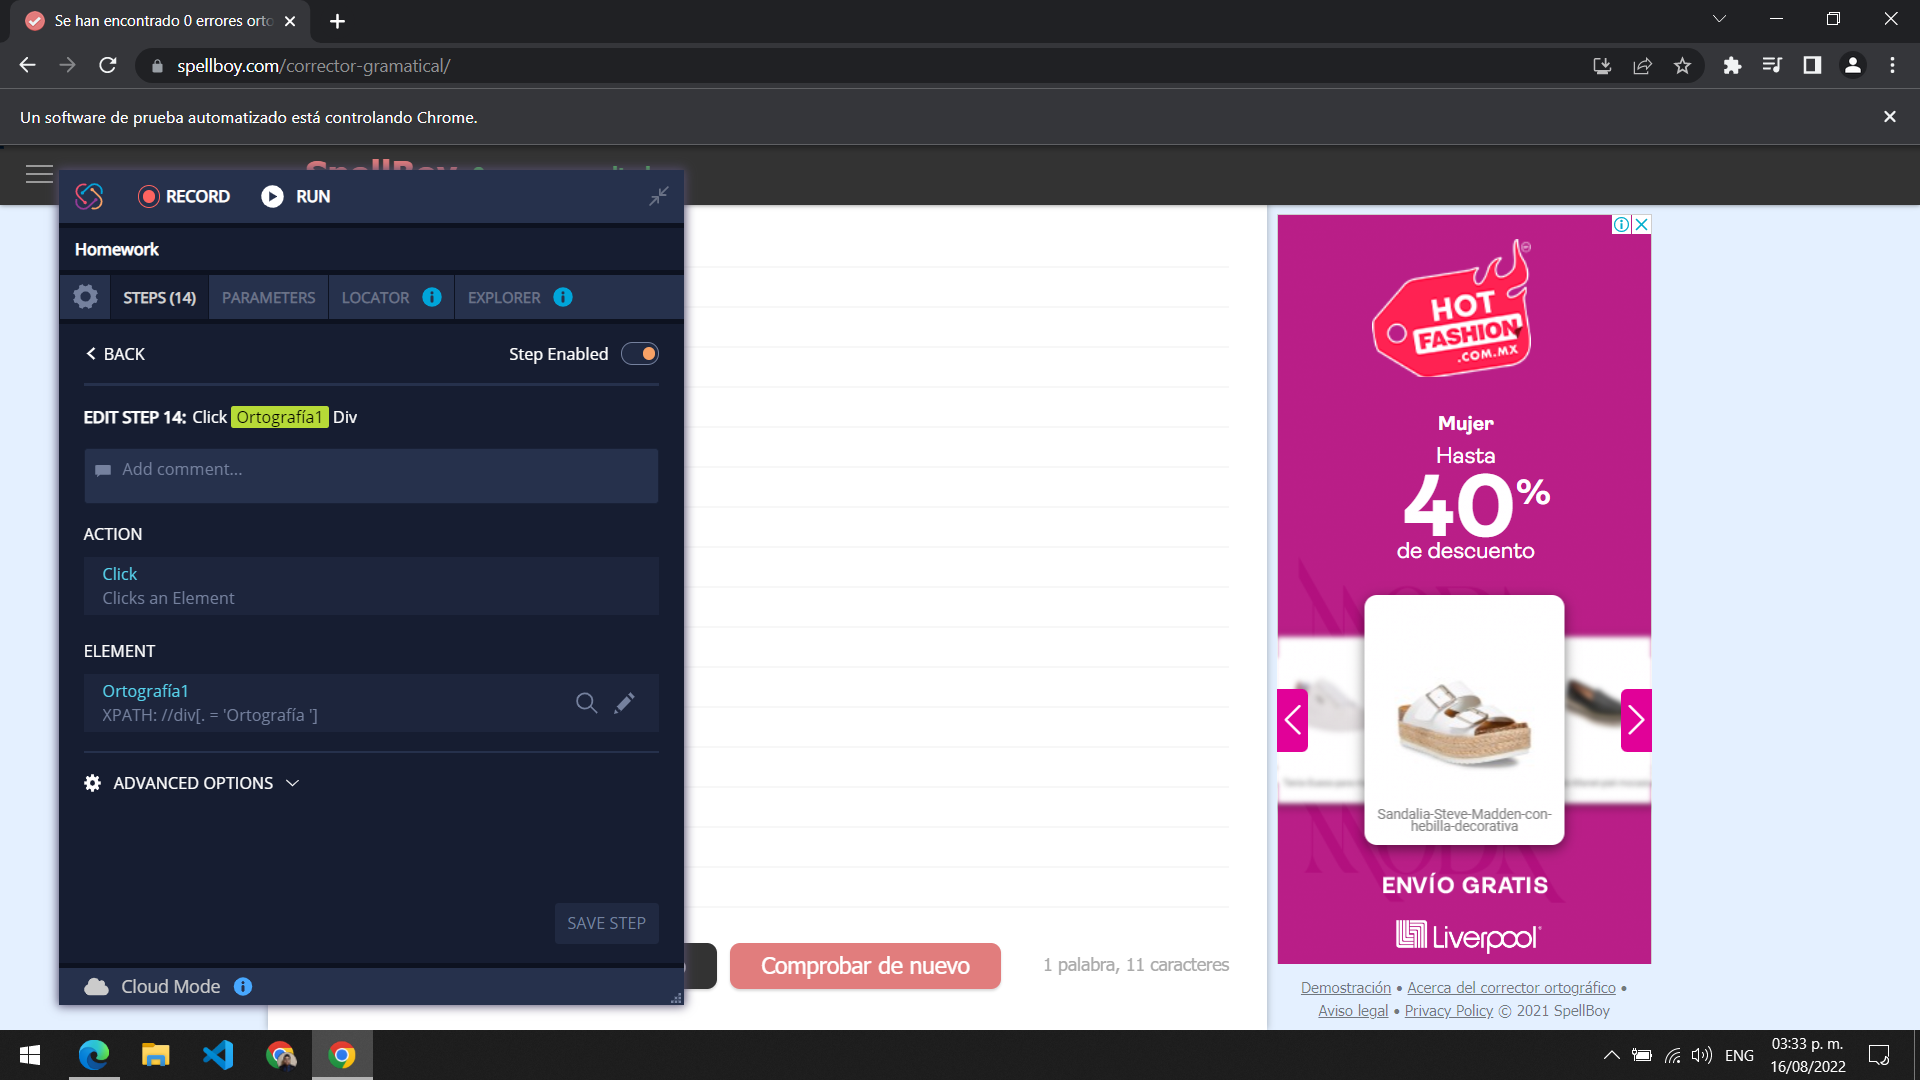 Se han encontrado 0 errores orto
spellboy.com/corrector-gramatical/
Un software de prueba automatizado está controlando Chrome.
SpellBoy
RECORD
RUN
Homework
STEPS (14)
PARAMETERS
LOCATOR
EXPLORER
BACK
Step Enabled
EDIT STEP 14: Click Ortografía1 Div
Add comment...
ACTION
Click
Clicks an Element
ELEMENT
Ortografía1
XPATH: //div[. = 'Ortografía ']
ADVANCED OPTIONS
SAVE STEP
Cloud Mode
Comprobar de nuevo
1 palabra, 11 caracteres
HOT
FASHION
.COM.MX
Mujer
Hasta
40%
de descuento
Sandalia-Steve-Madden-con-
hebilla-decorativa
ENVÍO GRATIS
Liverpool
Demostración • Acerca del corrector ortográfico •
Aviso legal • Privacy Policy © 2021 SpellBoy
ENG
03:33 p. m.
16/08/2022